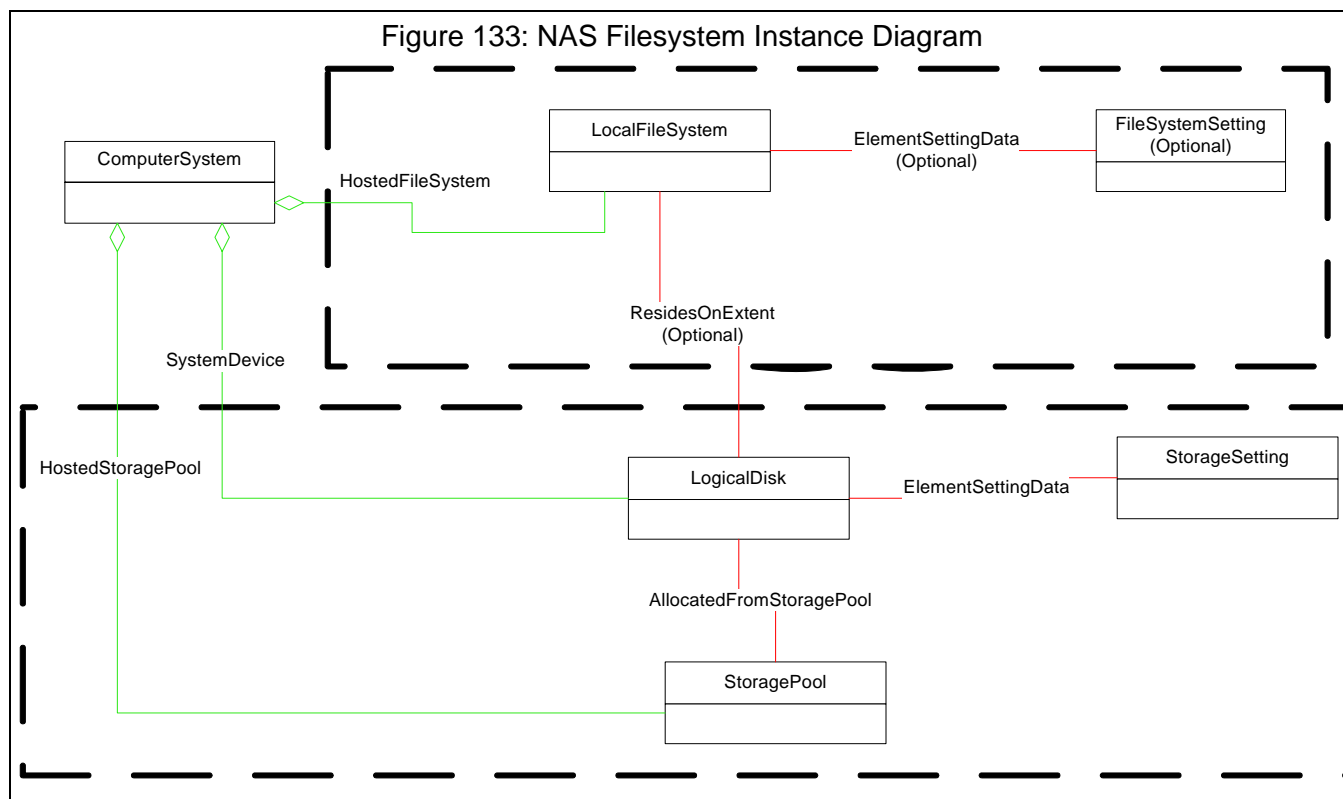 Figure 133: NAS Filesystem Instance Diagram
LocalFileSystem
ElementSettingData
(Optional)
FileSystemSetting
(Optional)
ComputerSystem
HostedFileSystem
ResidesOnExtent
(Optional)
SystemDevice
HostedStoragePool
LogicalDisk
ElementSettingData
StorageSetting
AllocatedFromStoragePool
StoragePool